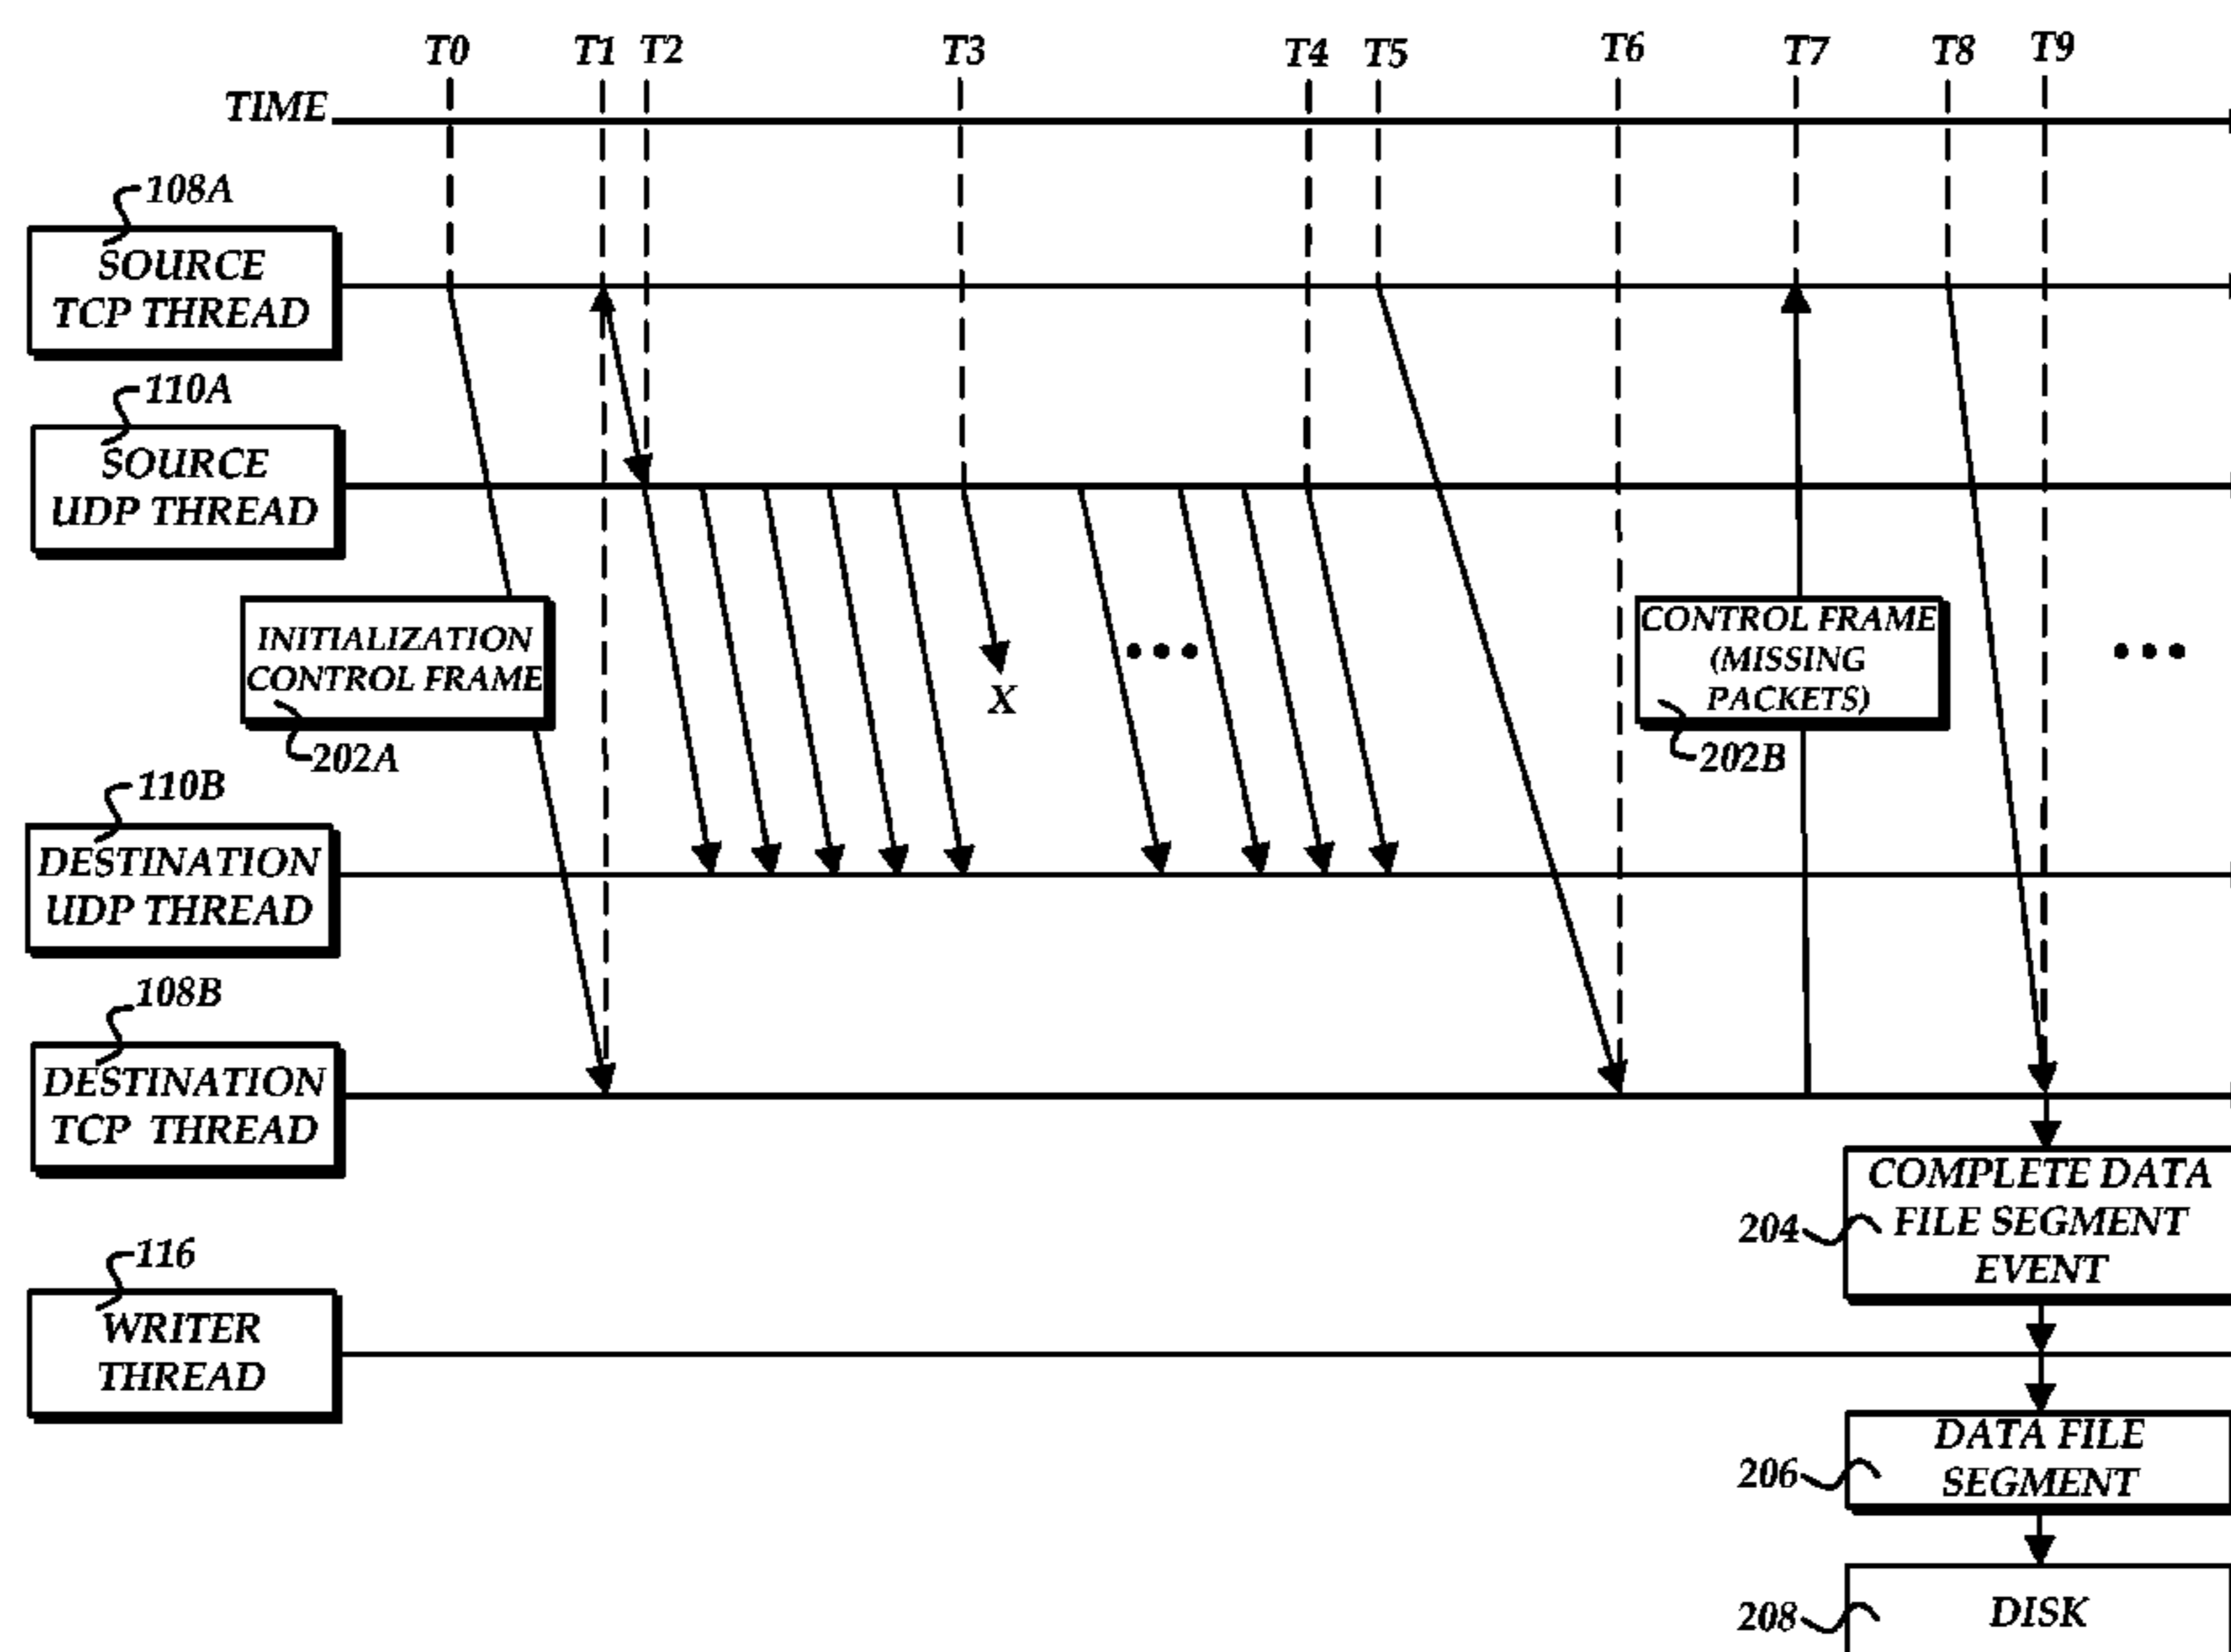 T0 T1 T2 T3 T4 T5 T6 T7 T8 T9
TIME
108A
SOURCE
TCP THREAD
110A
SOURCE
UDP THREAD
INITIALIZATION
CONTROL FRAME
202A
X
•••
CONTROL FRAME
(MISSING
PACKETS)
202B
•••
110B
DESTINATION
UDP THREAD
108B
DESTINATION
TCP THREAD
COMPLETE DATA
FILE SEGMENT
EVENT
204
116
WRITER
THREAD
DATA FILE
SEGMENT
206
DISK
208